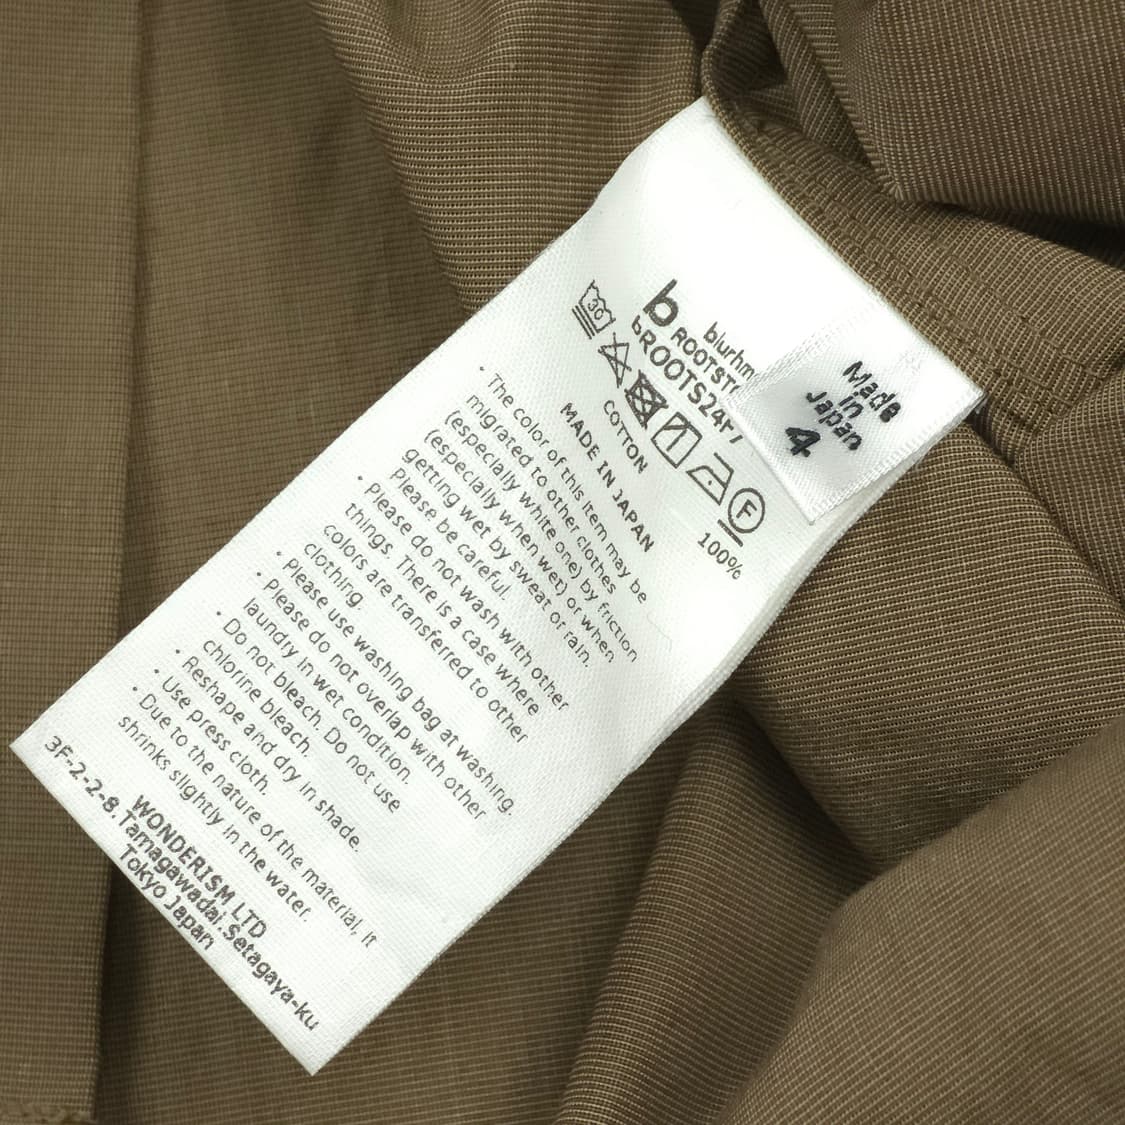 b
blurhm
bROOTS24F
30
F
COTTON
100%
MADE IN JAPAN
• The color of this item may be
migrated to other clothes
(especially white one) by friction
(especially when wet) or when
getting wet by sweat or rain.
Please be careful.
• Please do not wash with other
things. There is a case where
colors are transferred to other
clothing.
• Please use washing bag at washing.
• Please do not overlap with other
laundry in wet condition.
• Do not bleach. Do not use
chlorine bleach.
• Reshape and dry in shade.
• Use press cloth.
• Due to the nature of the material, it
shrinks slightly in the water.
WONDERISM LTD
3F-2-2-8.Tamagawadai.Setagaya-ku
Tokyo Japan
Made
in
Japan
4